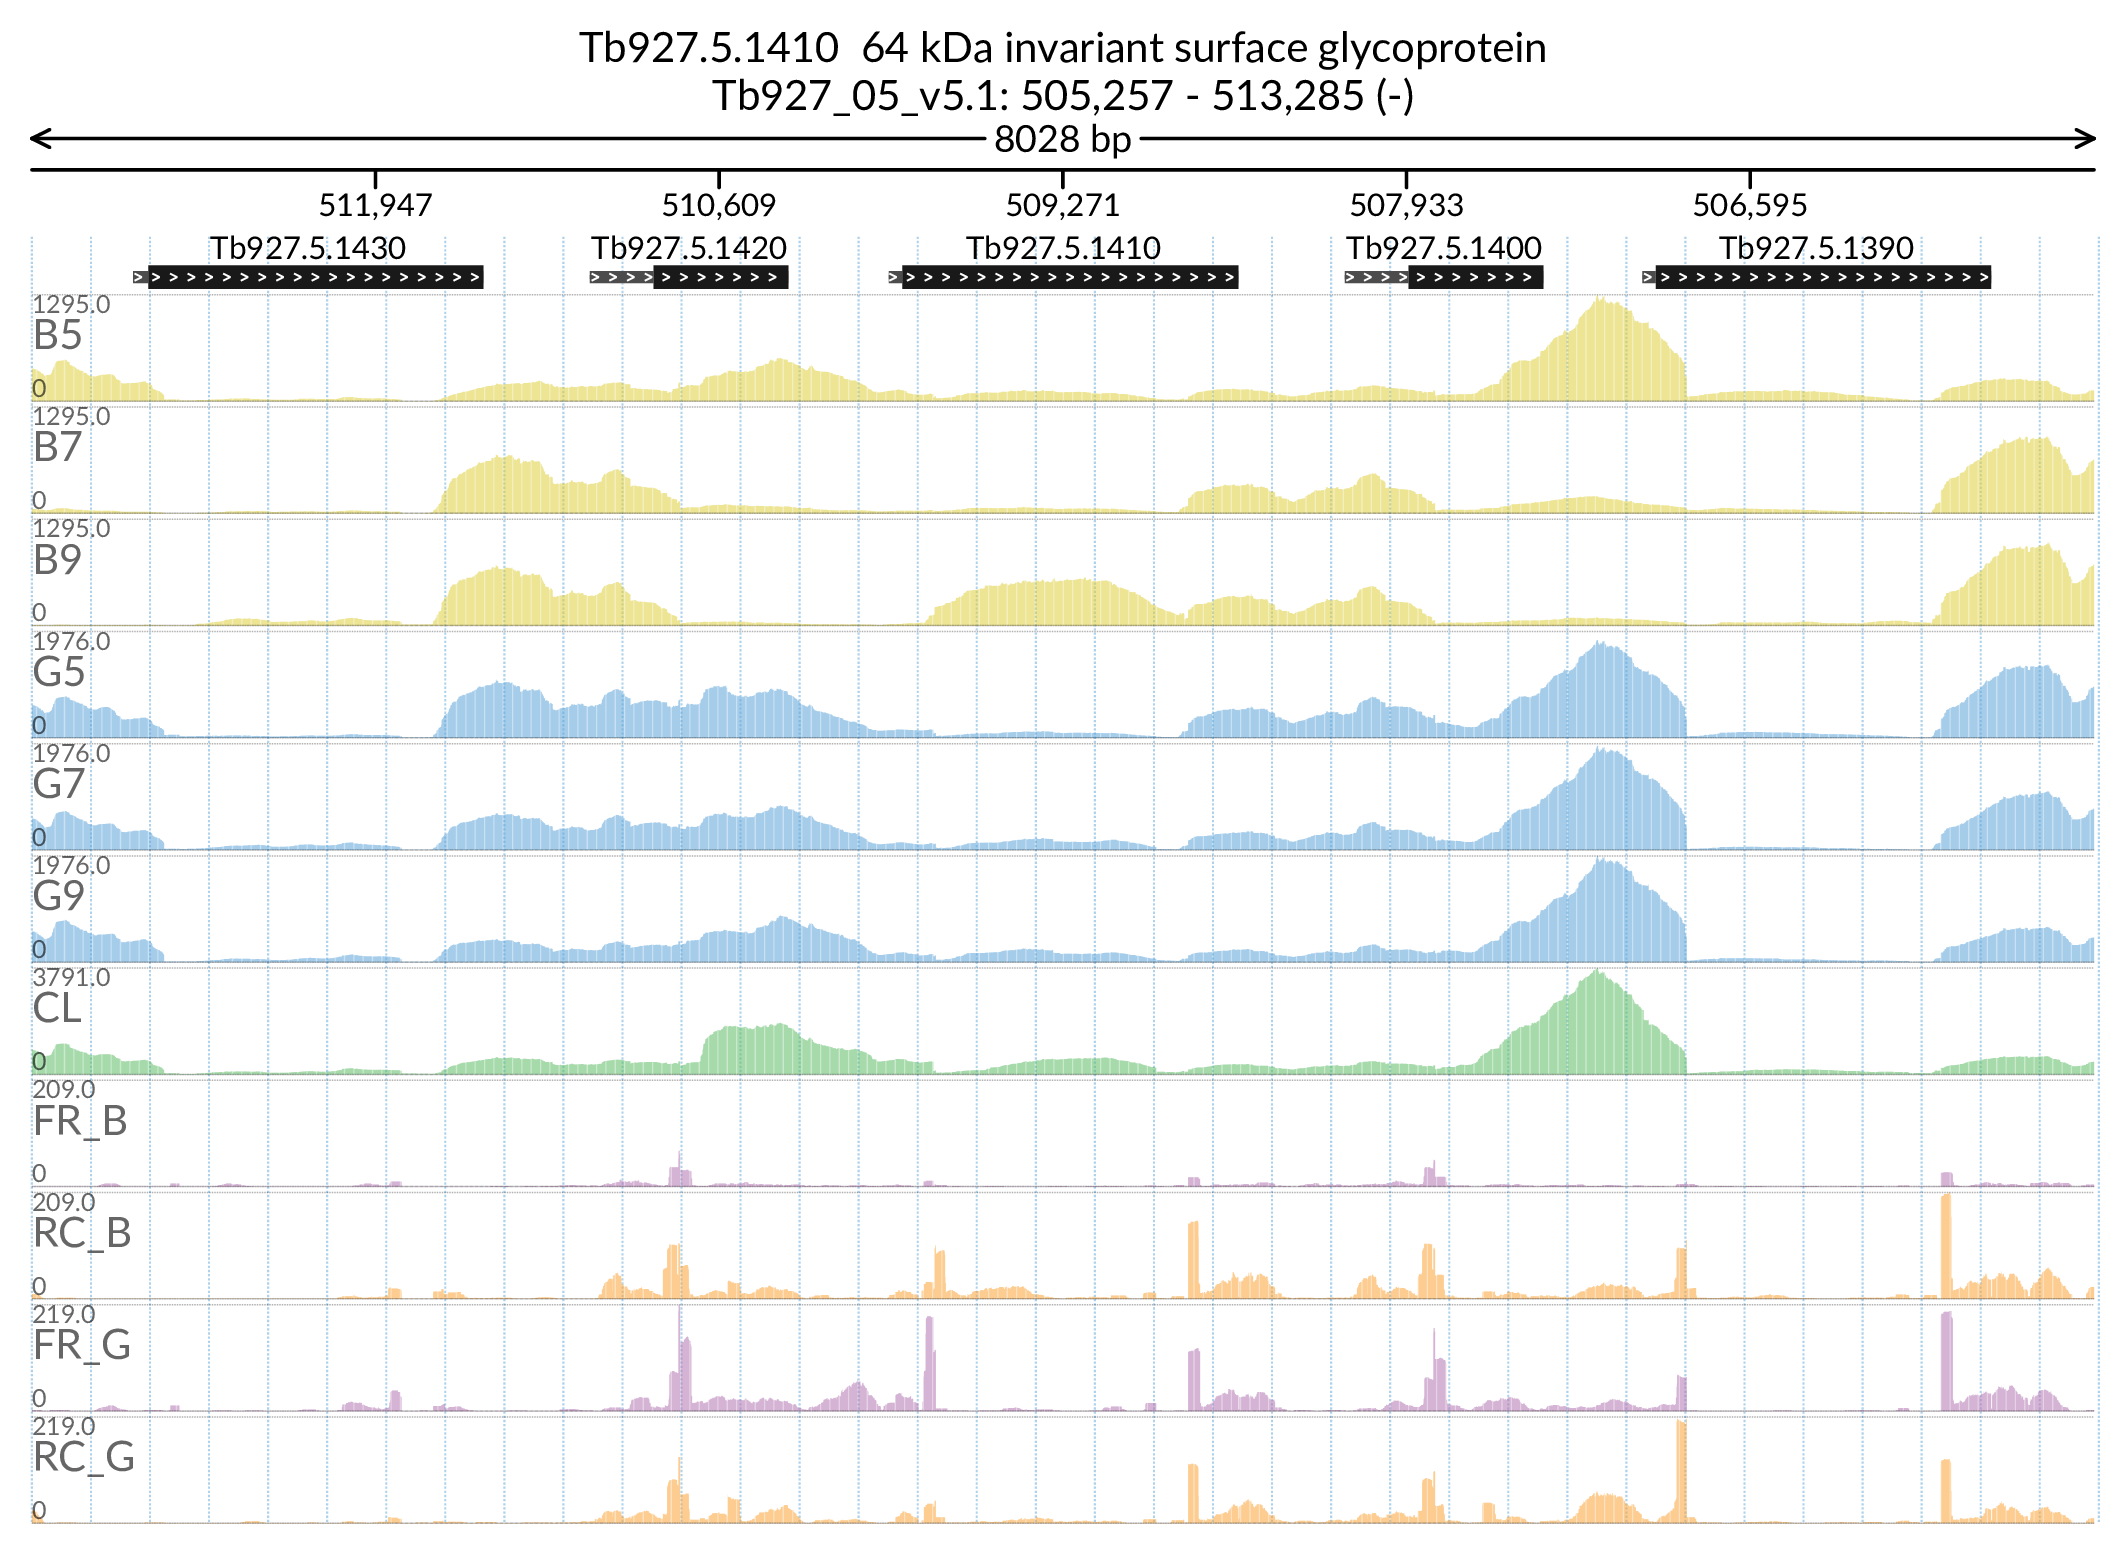 Tb927.5.1410  64 kDa invariant surface glycoprotein
Tb927_05_v5.1: 505,257 - 513,285 (-)
8028 bp
511,947 510,609 509,271 507,933 506,595
Tb927.5.1430 Tb927.5.1420 Tb927.5.1410 Tb927.5.1400 Tb927.5.1390
1295.0
B5
0
1295.0
B7
0
1295.0
B9
0
1976.0
G5
0
1976.0
G7
0
1976.0
G9
0
3791.0
CL
0
209.0
FR_B
0
209.0
RC_B
0
219.0
FR_G
0
219.0
RC_G
0